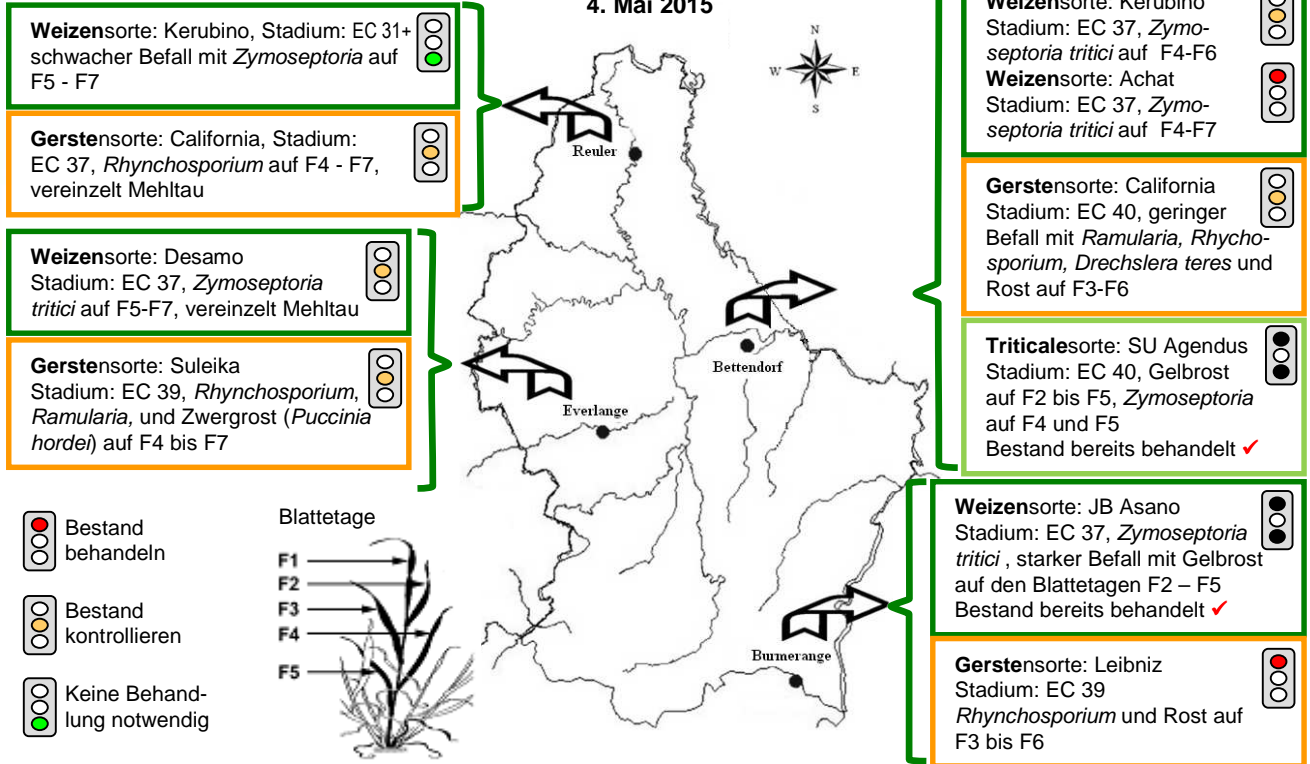 4. Mai 2015
Weizensorte: Kerubino, Stadium: EC 31+
schwacher Befall mit Zymoseptoria auf
F5 - F7
Gerstensorte: California, Stadium:
EC 37, Rhynchosporium auf F4 - F7,
vereinzelt Mehltau
Weizensorte: Desamo
Stadium: EC 37, Zymoseptoria
tritici auf F5-F7, vereinzelt Mehltau
Gerstensorte: Suleika
Stadium: EC 39, Rhynchosporium,
Ramularia, und Zwergrost (Puccinia
hordei) auf F4 bis F7
Bestand
behandeln
Bestand
kontrollieren
Keine Behand-
lung notwendig
Blattetage
F1
F2
F3
F4
F5
N
W E
S
Reuler
Bettendorf
Everlange
Burmerange
Weizensorte: Kerubino
Stadium: EC 37, Zymo-
septoria tritici auf F4-F6
Weizensorte: Achat
Stadium: EC 37, Zymo-
septoria tritici auf F4-F7
Gerstensorte: California
Stadium: EC 40, geringer
Befall mit Ramularia, Rhycho-
sporium, Drechslera teres und
Rost auf F3-F6
Triticalesorte: SU Agendus
Stadium: EC 40, Gelbrost
auf F2 bis F5, Zymoseptoria
auf F4 und F5
Bestand bereits behandelt ✓
Weizensorte: JB Asano
Stadium: EC 37, Zymoseptoria
tritici , starker Befall mit Gelbrost
auf den Blattetagen F2 – F5
Bestand bereits behandelt ✓
Gerstensorte: Leibniz
Stadium: EC 39
Rhynchosporium und Rost auf
F3 bis F6